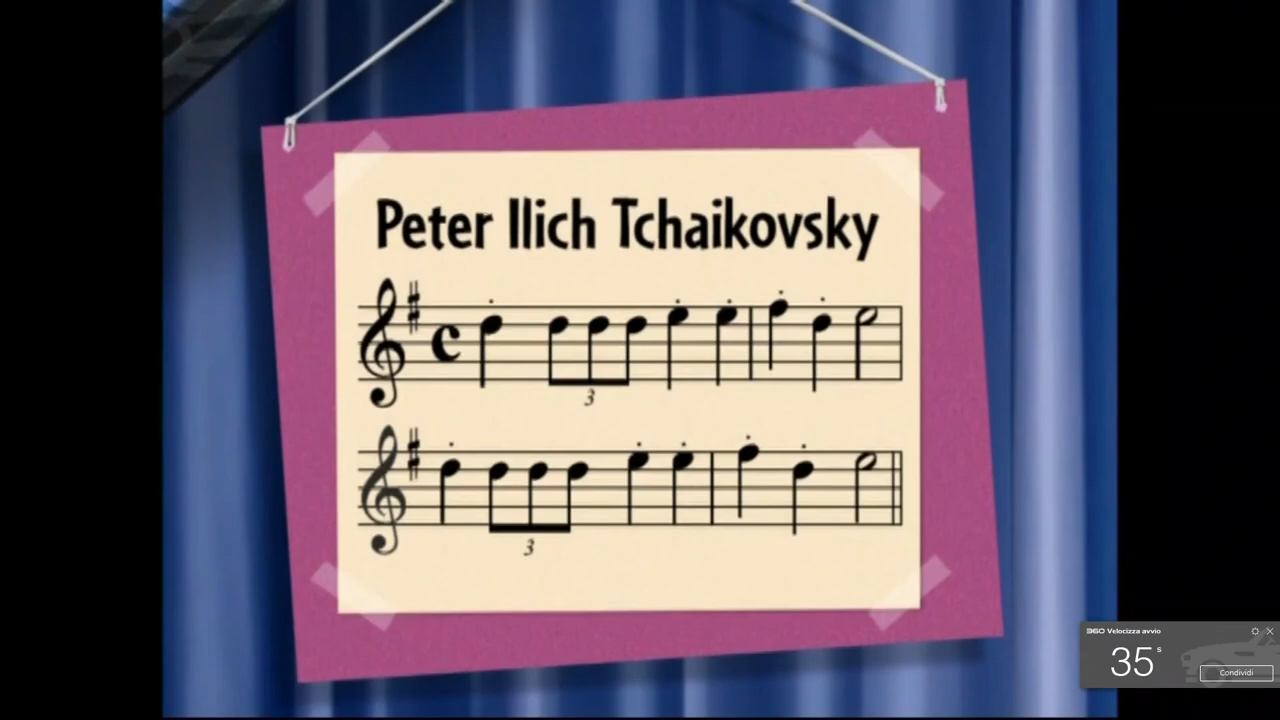 Peter Ilich Tchaikovsky
3
3
360 Velocizza avvio
35 s
Condividi